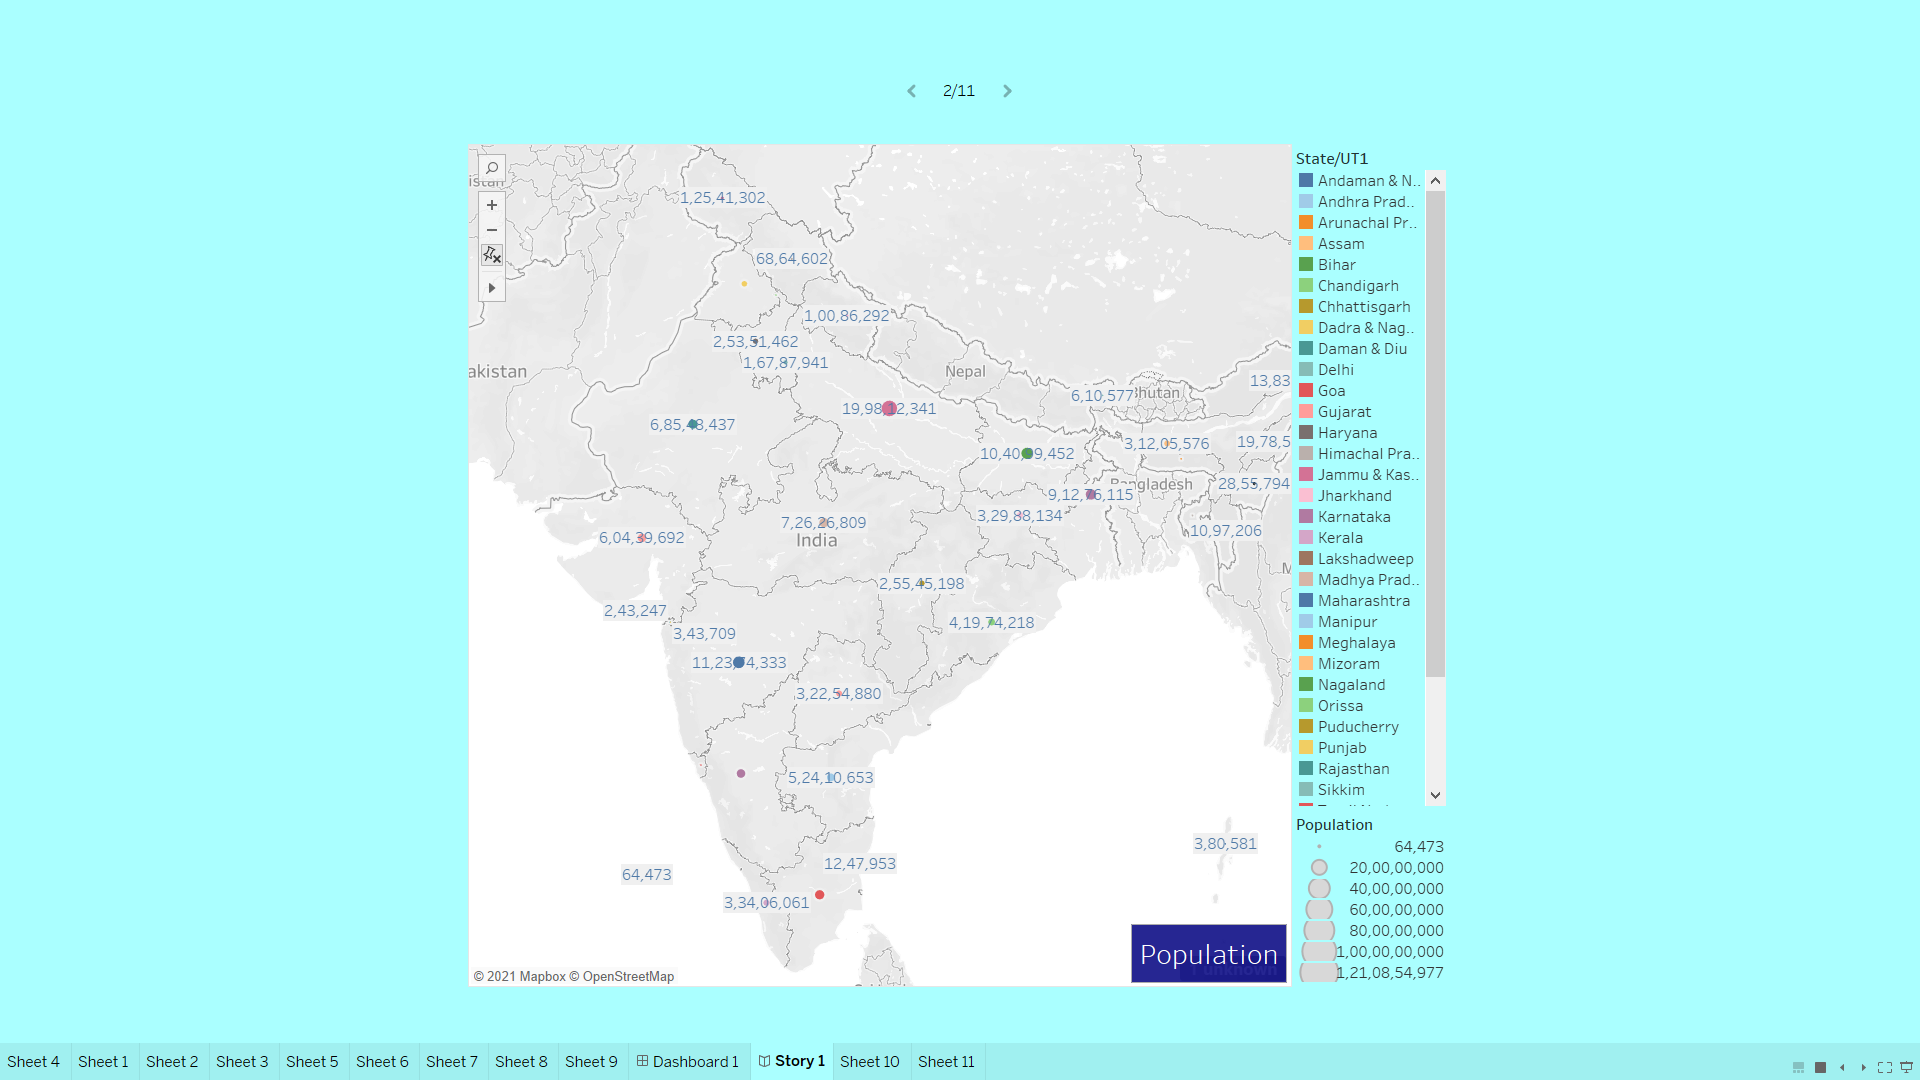 2/11
istan
1,25,41,302
68,64,602
1,00,86,292
2,53,51,462
1,67,87,941
akistan
Nepal
13,83
6,10,577
Bhutan
19,98,12,341
6,85,48,437
3,12,05,576
19,78,5
10,40,99,452
28,55,794
Bangladesh
9,12,76,115
3,29,88,134
7,26,26,809
India
10,97,206
6,04,39,692
2,55,45,198
2,43,247
3,43,709
4,19,74,218
11,23,74,333
3,22,54,880
5,24,10,653
3,80,581
12,47,953
64,473
3,34,06,061
Population
© 2021 Mapbox © OpenStreetMap
State/UT1
Andaman & N..
Andhra Prad..
Arunachal Pr..
Assam
Bihar
Chandigarh
Chhattisgarh
Dadra & Nag..
Daman & Diu
Delhi
Goa
Gujarat
Haryana
Himachal Pra..
Jammu & Kas..
Jharkhand
Karnataka
Kerala
Lakshadweep
Madhya Prad..
Maharashtra
Manipur
Meghalaya
Mizoram
Nagaland
Orissa
Puducherry
Punjab
Rajasthan
Sikkim
Population
64,473
20,00,00,000
40,00,00,000
60,00,00,000
80,00,00,000
1,00,00,00,000
1,21,08,54,977
Sheet 4 Sheet 1 Sheet 2 Sheet 3 Sheet 5 Sheet 6 Sheet 7 Sheet 8 Sheet 9 Dashboard 1 Story 1 Sheet 10 Sheet 11